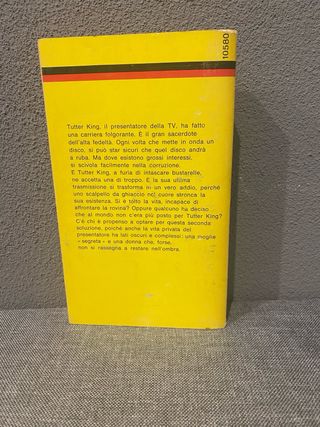 10580
Tutter King, il presentatore della TV, ha fatto
una carriera folgorante. È il gran sacerdote
dell'alta fedeltà. Ogni volta che mette in onda un
disco, si può star sicuri che quel disco andrà
a ruba. Ma dove esistono grossi interessi,
si scivola facilmente nella corruzione.
E Tutter King, a furia di intascare bustarelle,
ne accetta una di troppo. E la sua ultima
trasmissione si trasforma in un vero addio, perché
uno scalpello da ghiaccio nel cuore stronca la
sua esistenza. Si è tolto la vita, incapace di
affrontare la rovina? Oppure qualcuno ha deciso
che al mondo non c'era più posto per Tutter King?
C'è chi è propenso a optare per questa seconda
soluzione, poiché anche la vita privata del
presentatore ha lati oscuri e complessi: una moglie
«segreta» e una donna che, forse,
non si rassegna a restare nell'ombra.